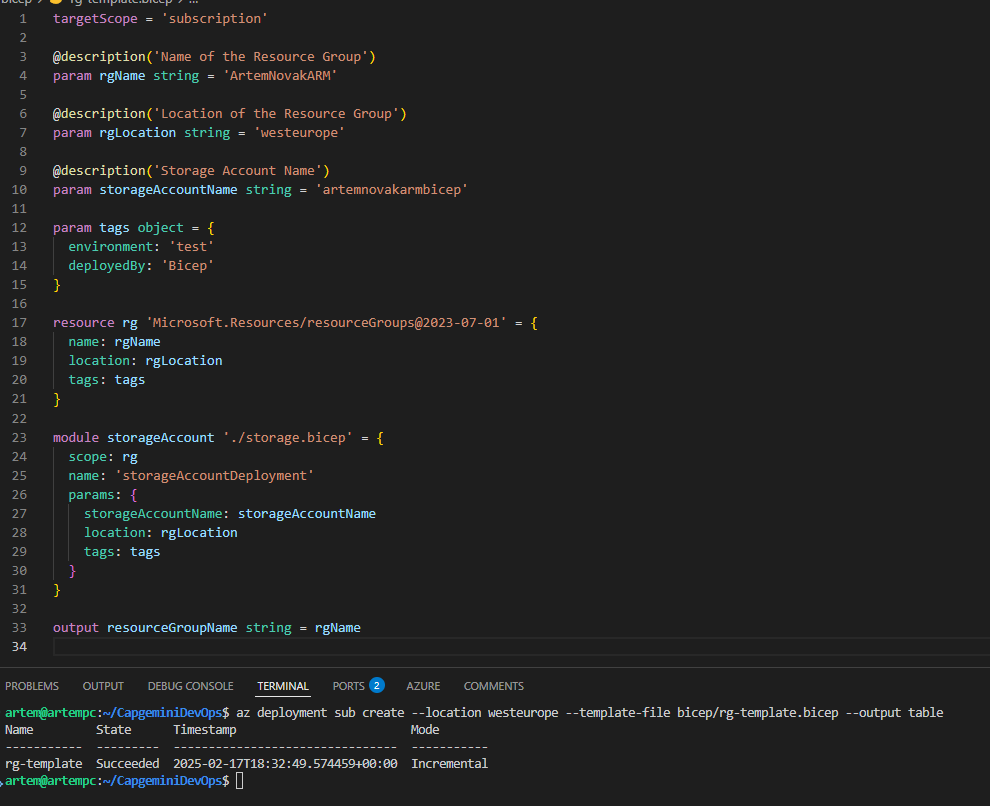 bicep > rg-template.bicep > ...
1 targetScope = 'subscription'
2
3 @description('Name of the Resource Group')
4 param rgName string = 'ArtemNovakARM'
5
6 @description('Location of the Resource Group')
7 param rgLocation string = 'westeurope'
8
9 @description('Storage Account Name')
10 param storageAccountName string = 'artemnovakarmbicep'
11
12 param tags object = {
13   environment: 'test'
14   deployedBy: 'Bicep'
15 }
16
17 resource rg 'Microsoft.Resources/resourceGroups@2023-07-01' = {
18   name: rgName
19   location: rgLocation
20   tags: tags
21 }
22
23 module storageAccount './storage.bicep' = {
24   scope: rg
25   name: 'storageAccountDeployment'
26   params: {
27     storageAccountName: storageAccountName
28     location: rgLocation
29     tags: tags
30   }
31 }
32
33 output resourceGroupName string = rgName
34
PROBLEMS OUTPUT DEBUG CONSOLE TERMINAL PORTS 2 AZURE COMMENTS
artem@artempc:~/CapgeminiDevOps$ az deployment sub create --location westeurope --template-file bicep/rg-template.bicep --output table
Name State Timestamp Mode
----------- --------- -------------------------------- -----------
rg-template Succeeded 2025-02-17T18:32:49.574459+00:00 Incremental
artem@artempc:~/CapgeminiDevOps$